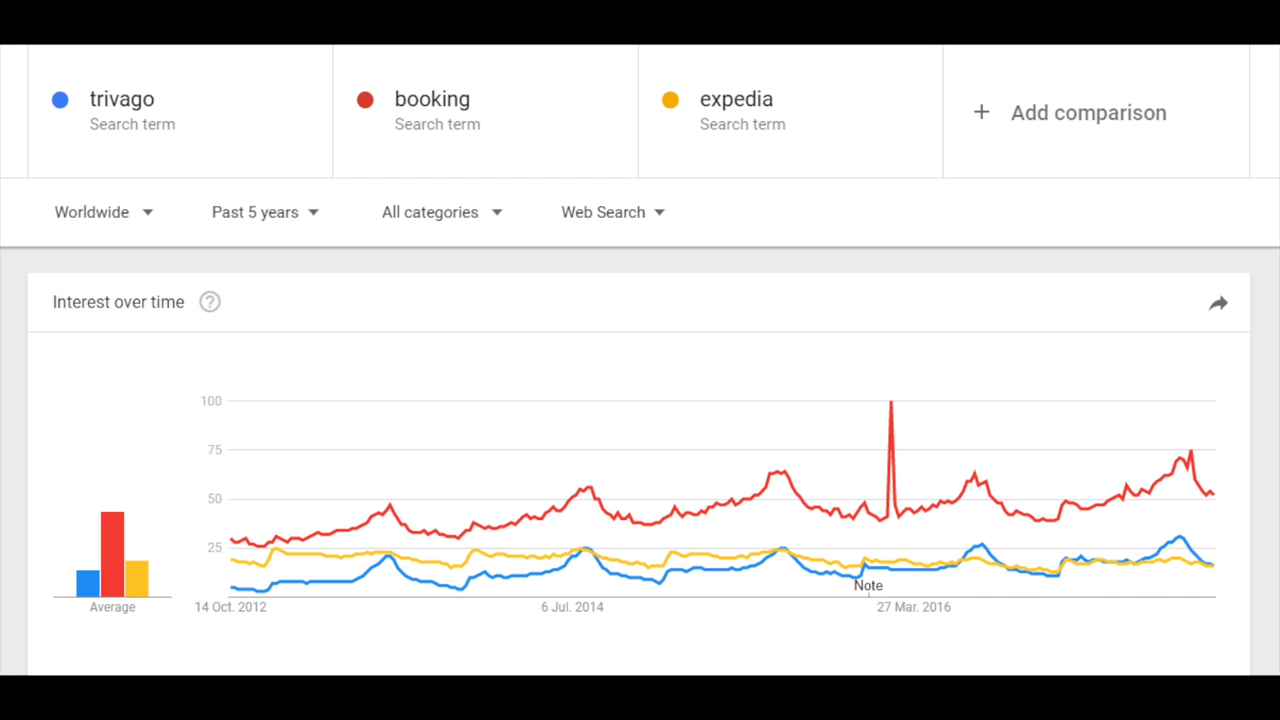 trivago
Search term
booking
Search term
expedia
Search term
+ Add comparison
Worldwide
Past 5 years
All categories
Web Search
Interest over time ?
100
75
50
25
Note
Average
14 Oct. 2012
6 Jul. 2014
27 Mar. 2016